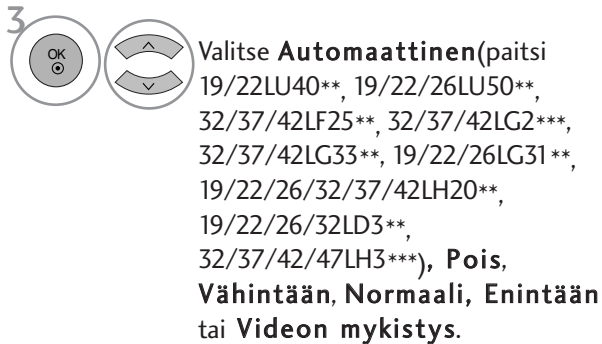 3
OK
Valitse Automaattinen(paitsi
19/22LU40**, 19/22/26LU50**,
32/37/42LF25**, 32/37/42LG2***,
32/37/42LG33**, 19/22/26LG31**,
19/22/26/32/37/42LH20**,
19/22/26/32LD3**,
32/37/42/47LH3***), Pois,
Vähintään, Normaali, Enintään
tai Videon mykistys.